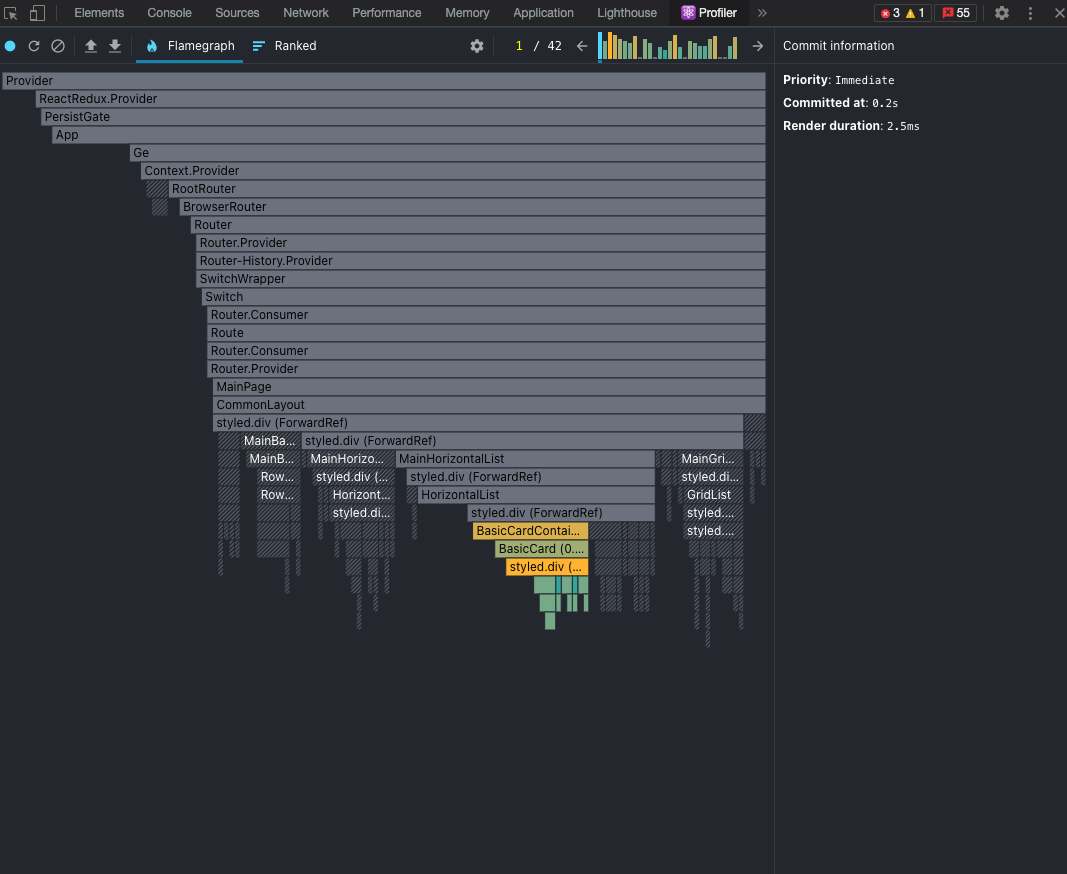 Elements Console Sources Network Performance Memory Application Lighthouse Profiler » 3 1 55
Flamegraph Ranked 1 / 42 Commit information
Provider
ReactRedux.Provider
PersistGate
App
Ge
Context.Provider
RootRouter
BrowserRouter
Router
Router.Provider
Router-History.Provider
SwitchWrapper
Switch
Router.Consumer
Route
Router.Consumer
Router.Provider
MainPage
CommonLayout
styled.div (ForwardRef)
MainBa... styled.div (ForwardRef)
MainB... MainHorizo... MainHorizontalList MainGri...
Row... styled.div (... styled.div (ForwardRef) styled.di...
Row... Horizont... HorizontalList GridList
styled.di... styled.div (ForwardRef) styled....
BasicCardContai... styled....
BasicCard (0....
styled.div (...
Priority: Immediate
Committed at: 0.2s
Render duration: 2.5ms